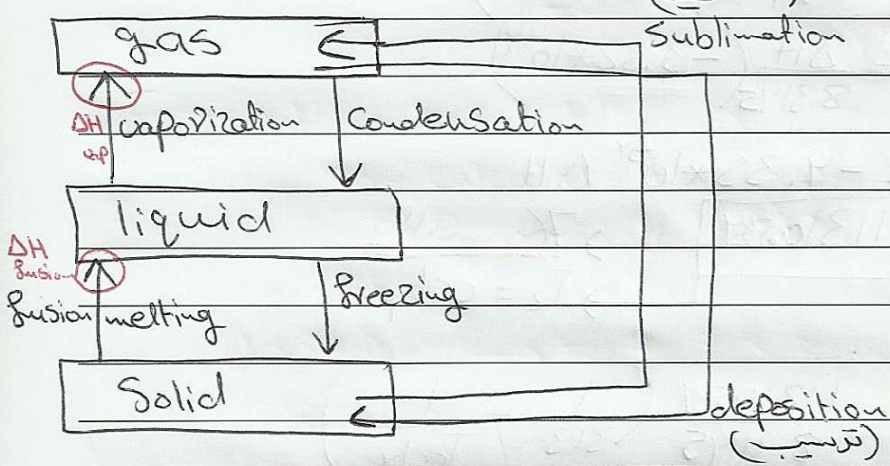 gas
Sublimation
ΔH
vap
vaporization
Condensation
liquid
ΔH
fusion
fusion
melting
freezing
Solid
deposition
(ترسيب)